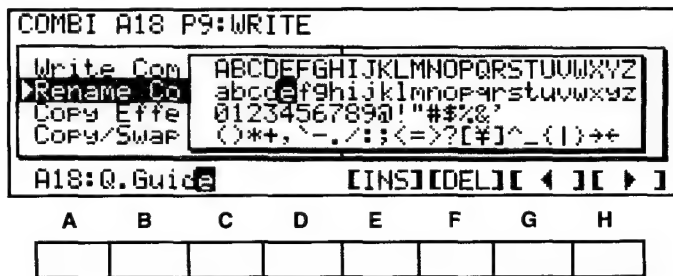 COMBI A18 P9:WRITE
Write Com
ABCDEFGHIJKLMNOPQRSTUVWXYZ
>Rename Co
abcdefghijklmnopqrstuvwxyz
Copy Effe
0123456789@!"#$%&'
Copy/Swap
()*+,`-./:;<=>?[¥]^_{|}→←
A18:Q.Guide [INS][DEL][ ◀ ][ ▶ ]
A B C D E F G H